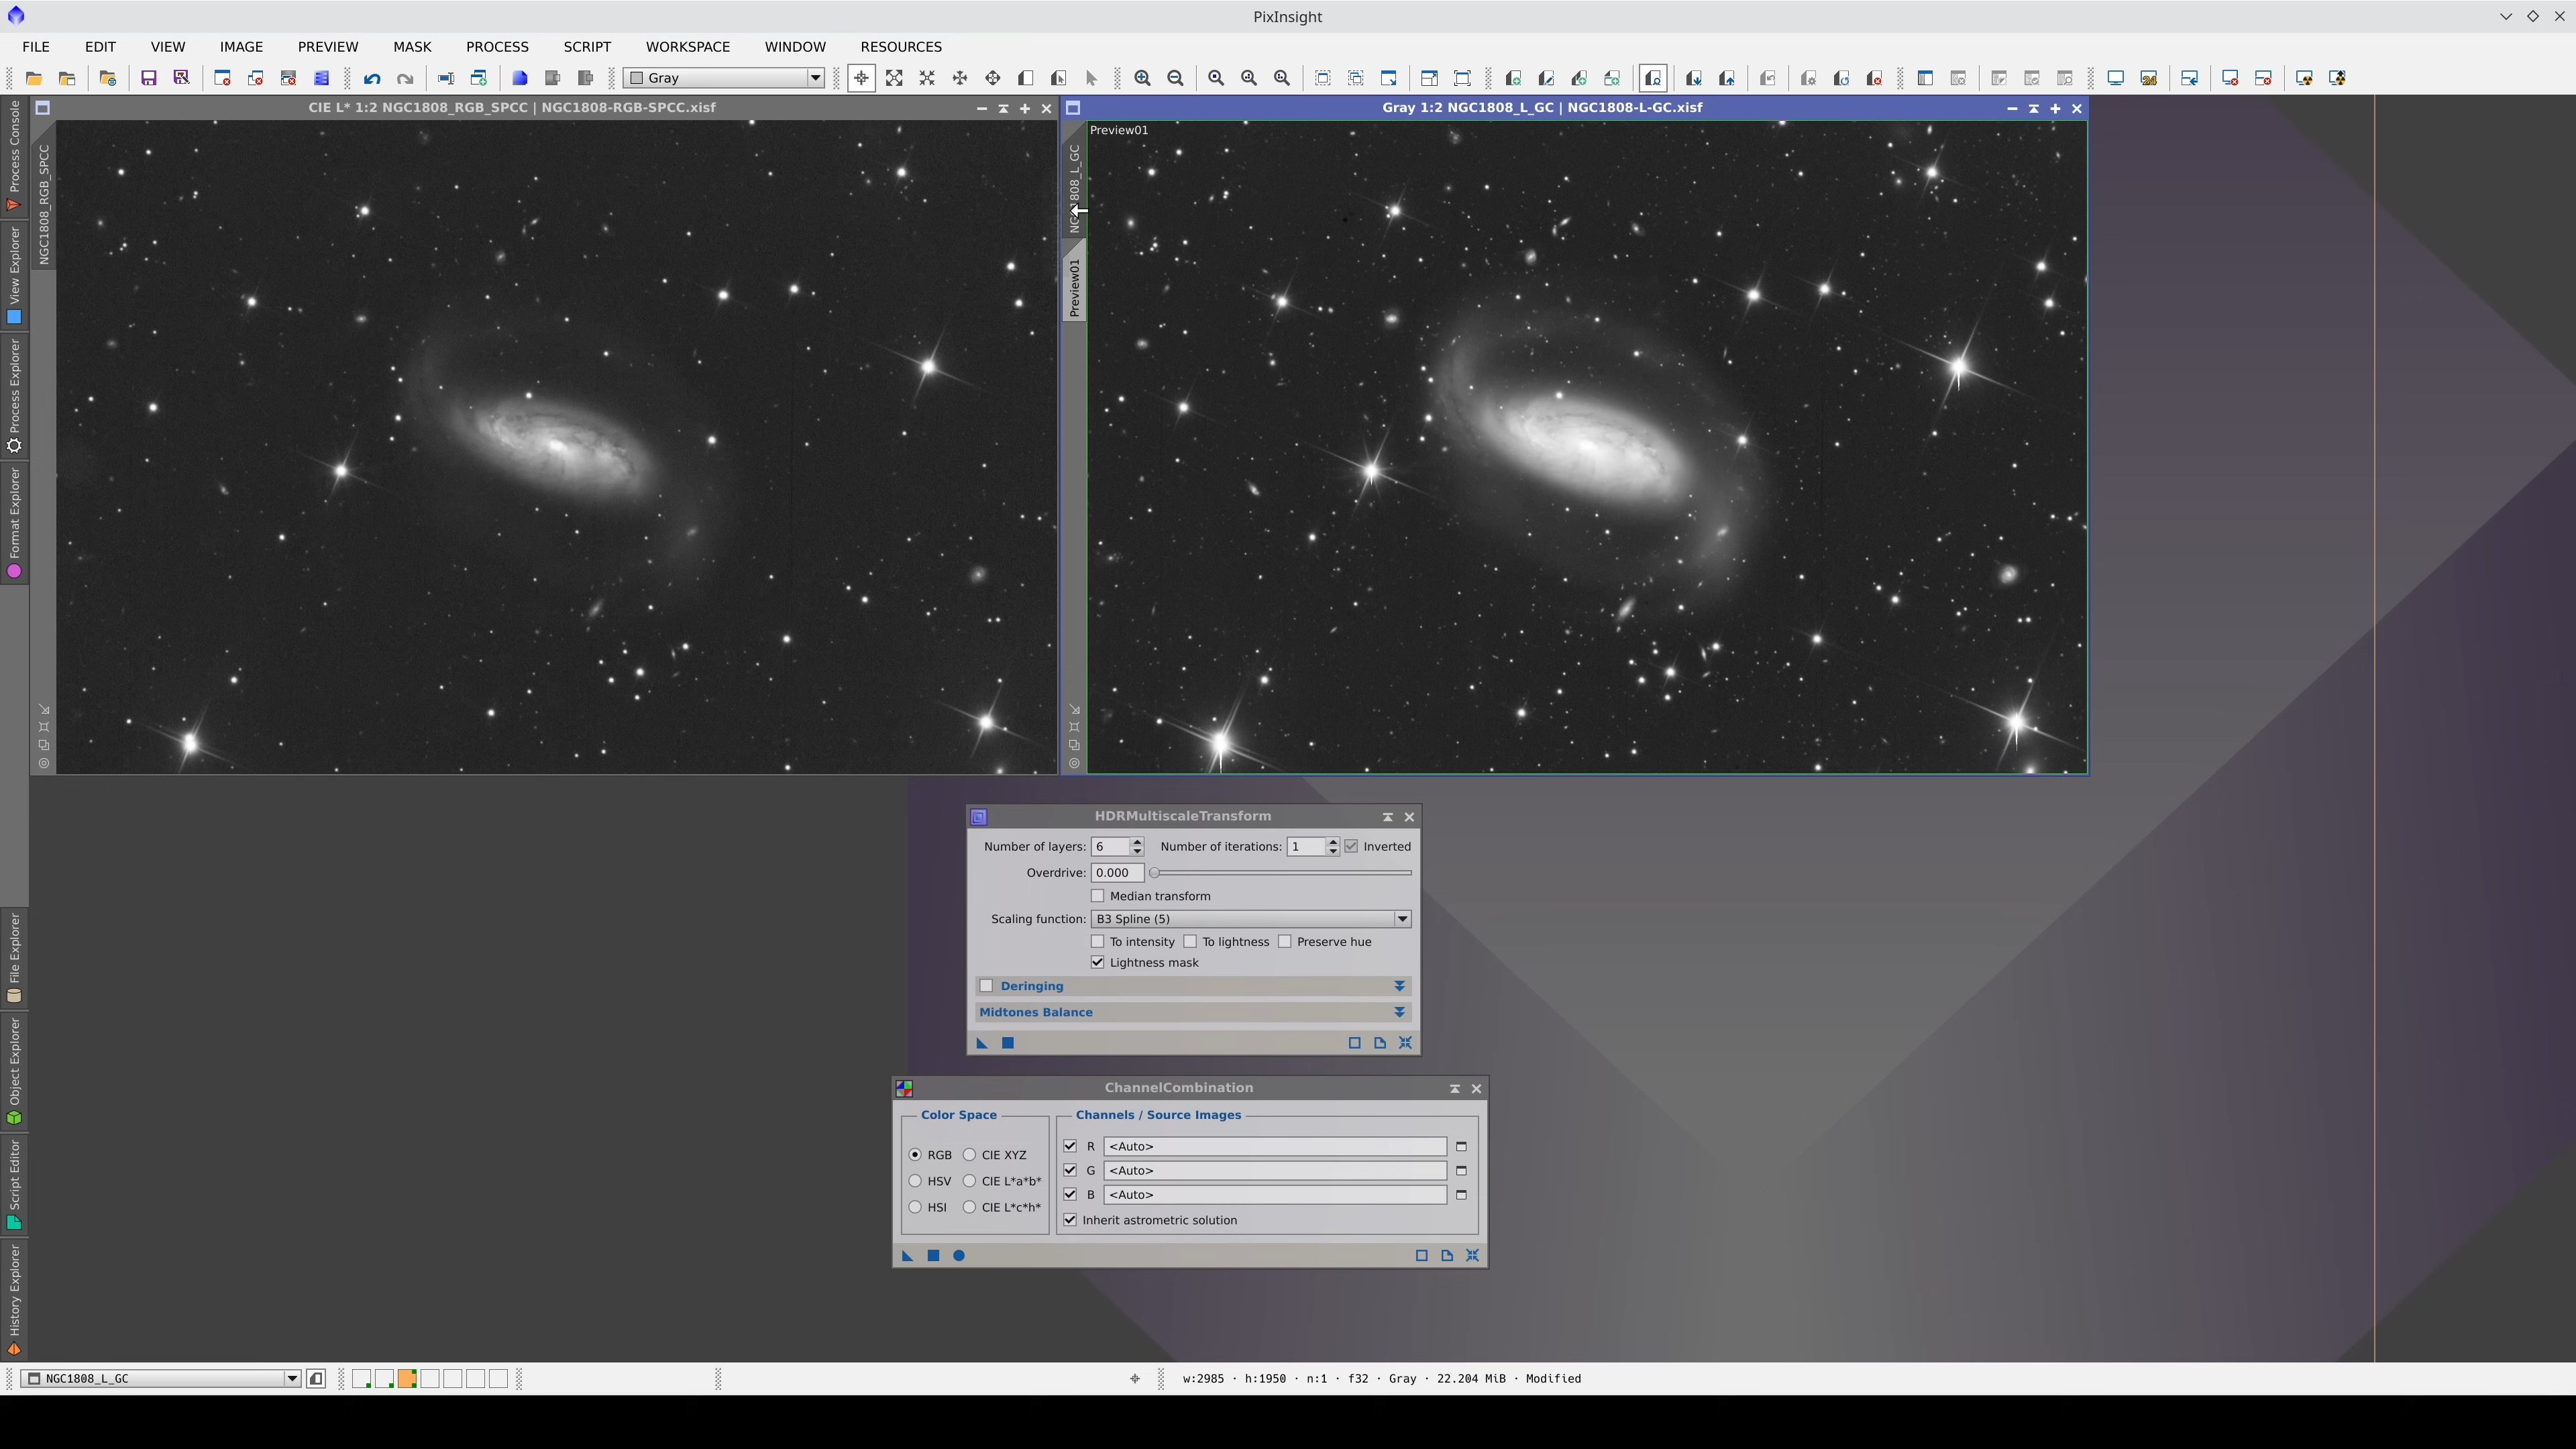 PixInsight
FILE EDIT VIEW IMAGE PREVIEW MASK PROCESS SCRIPT WORKSPACE WINDOW RESOURCES
Gray
24
CIE L* 1:2 NGC1808_RGB_SPCC | NGC1808-RGB-SPCC.xisf
Gray 1:2 NGC1808_L_GC | NGC1808-L-GC.xisf
Process Console
View Explorer
Process Explorer
Format Explorer
File Explorer
Object Explorer
Script Editor
History Explorer
NGC1808_RGB_SPCC
NGC1808_L_GC
Preview01
Preview01
HDRMultiscaleTransform
Number of layers: 6 Number of iterations: 1 Inverted
Overdrive: 0.000
Median transform
Scaling function: B3 Spline (5)
To intensity To lightness Preserve hue
Lightness mask
Deringing
Midtones Balance
ChannelCombination
Color Space
RGB CIE XYZ
HSV CIE L*a*b*
HSI CIE L*c*h*
Channels / Source Images
R <Auto>
G <Auto>
B <Auto>
Inherit astrometric solution
NGC1808_L_GC
w:2985 · h:1950 · n:1 · f32 · Gray · 22.204 MiB · Modified